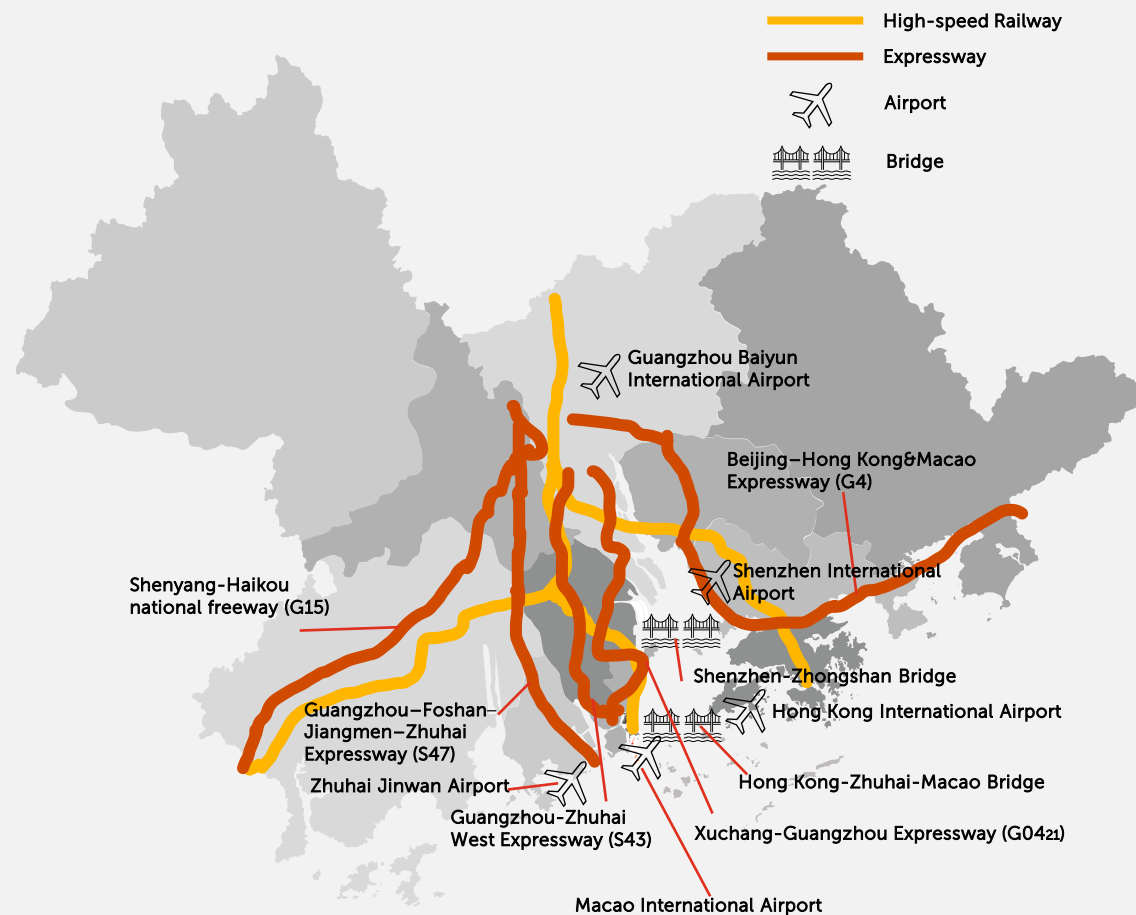 High-speed Railway
Expressway
Airport
Bridge
Guangzhou Baiyun
International Airport
Beijing–Hong Kong&Macao
Expressway (G4)
Shenzhen International
Airport
Shenyang-Haikou
national freeway (G15)
Shenzhen-Zhongshan Bridge
Guangzhou–Foshan–
Jiangmen–Zhuhai
Expressway (S47)
Hong Kong International Airport
Zhuhai Jinwan Airport
Hong Kong-Zhuhai-Macao Bridge
Guangzhou-Zhuhai
West Expressway (S43)
Xuchang-Guangzhou Expressway (G0421)
Macao International Airport